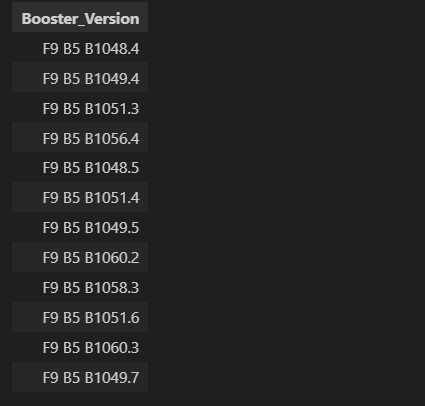 Booster_Version
F9 B5 B1048.4
F9 B5 B1049.4
F9 B5 B1051.3
F9 B5 B1056.4
F9 B5 B1048.5
F9 B5 B1051.4
F9 B5 B1049.5
F9 B5 B1060.2
F9 B5 B1058.3
F9 B5 B1051.6
F9 B5 B1060.3
F9 B5 B1049.7